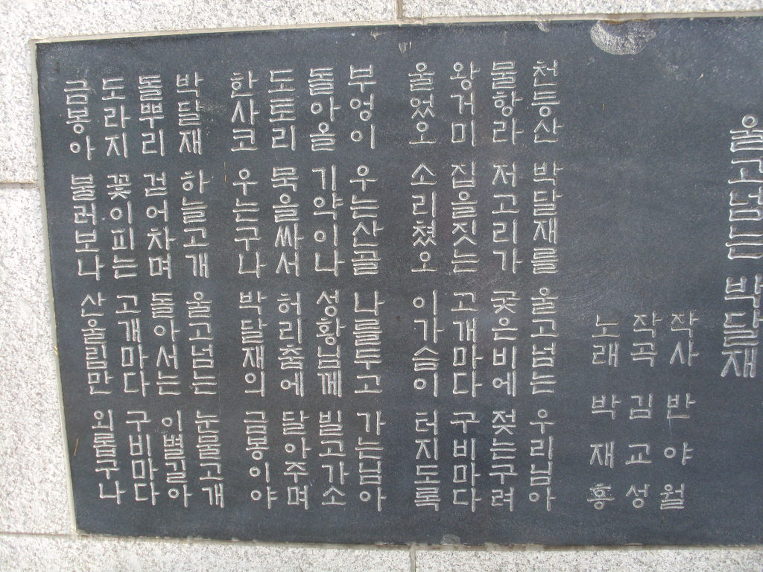 울고넘는 박달재
작사 반야월
작곡 김교성
노래 박재홍
천등산 박달재를 울고넘는 우리님아
물항라 저고리가 궂은비에 젖는구려
왕거미 집을짓는 고개마다 구비마다
울었오 소리쳤오 이가슴이 터지도록
부엉이 우는산골 나를두고 가는님아
돌아올 기약이나 성황님께 빌고가소
도토리 묵을싸서 허리춤에 달아주며
한사코 우는구나 박달재의 금봉이야
박달재 하늘고개 울고넘는 눈물고개
돌뿌리 걷어차며 돌아서는 이별길아
도라지 꽃이피는 고개마다 구비마다
금봉아 불러보나 산울림만 외롭구나